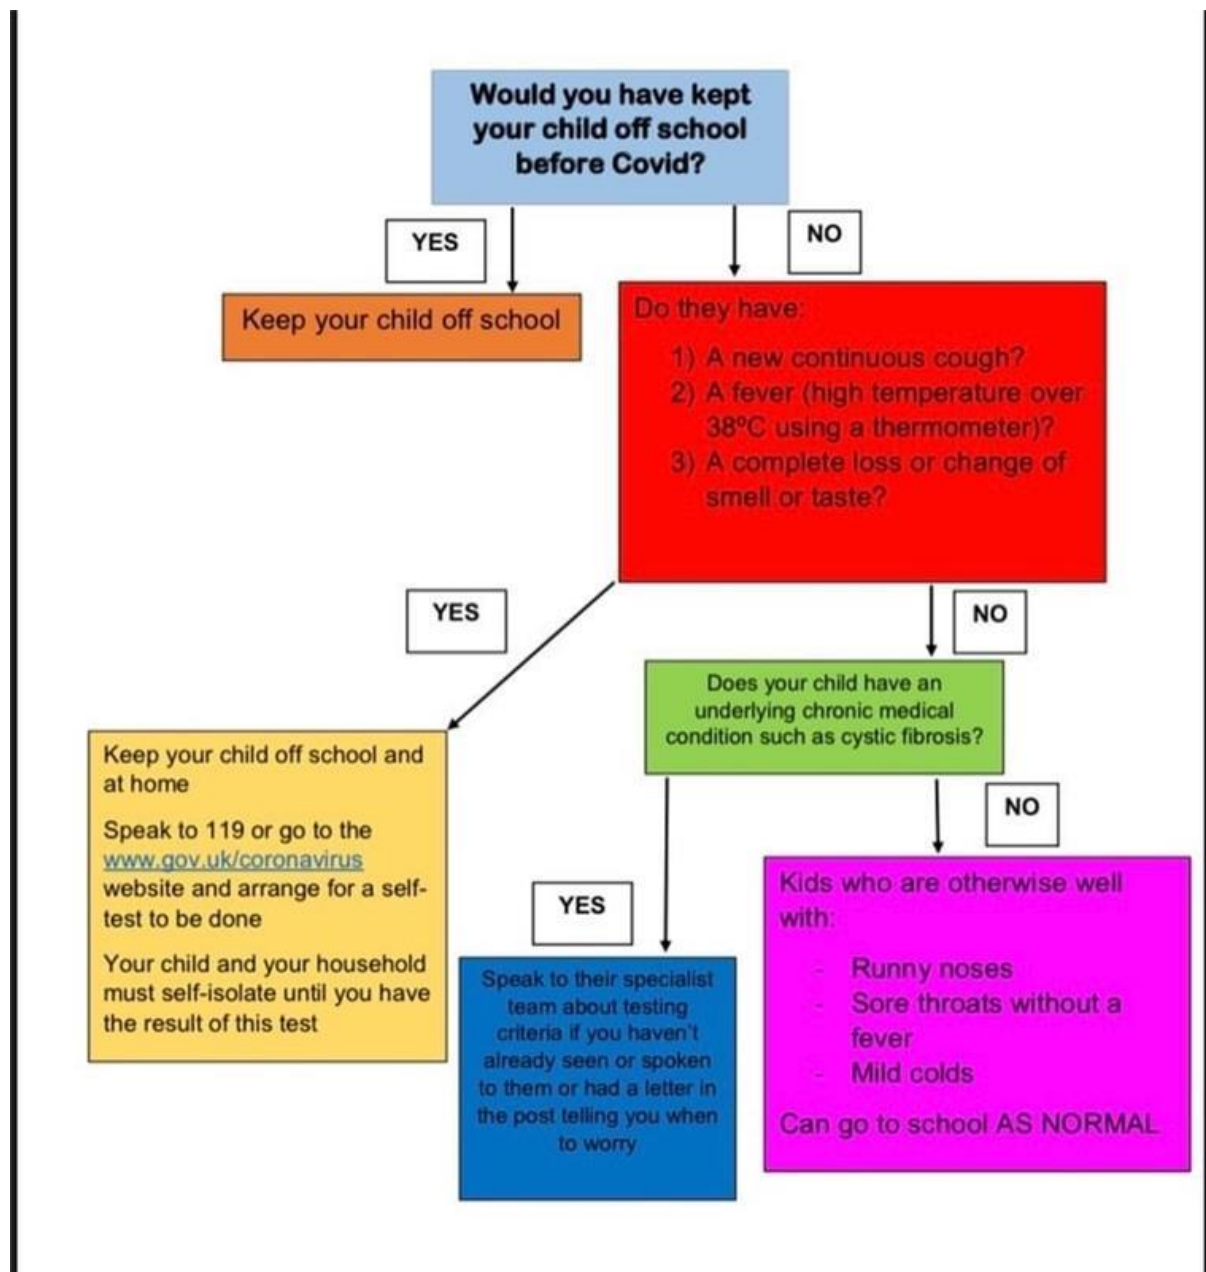 Would you have kept
your child off school
before Covid?
YES
NO
Keep your child off school
Do they have:
1) A new continuous cough?
2) A fever (high temperature over
38ºC using a thermometer)?
3) A complete loss or change of
smell or taste?
YES
NO
Does your child have an
underlying chronic medical
condition such as cystic fibrosis?
Keep your child off school and
at home
Speak to 119 or go to the
www.gov.uk/coronavirus
website and arrange for a self-
test to be done
Your child and your household
must self-isolate until you have
the result of this test
YES
NO
Speak to their specialist
team about testing
criteria if you haven't
already seen or spoken
to them or had a letter in
the post telling you when
to worry
Kids who are otherwise well
with:
- Runny noses
- Sore throats without a
fever
- Mild colds
Can go to school AS NORMAL